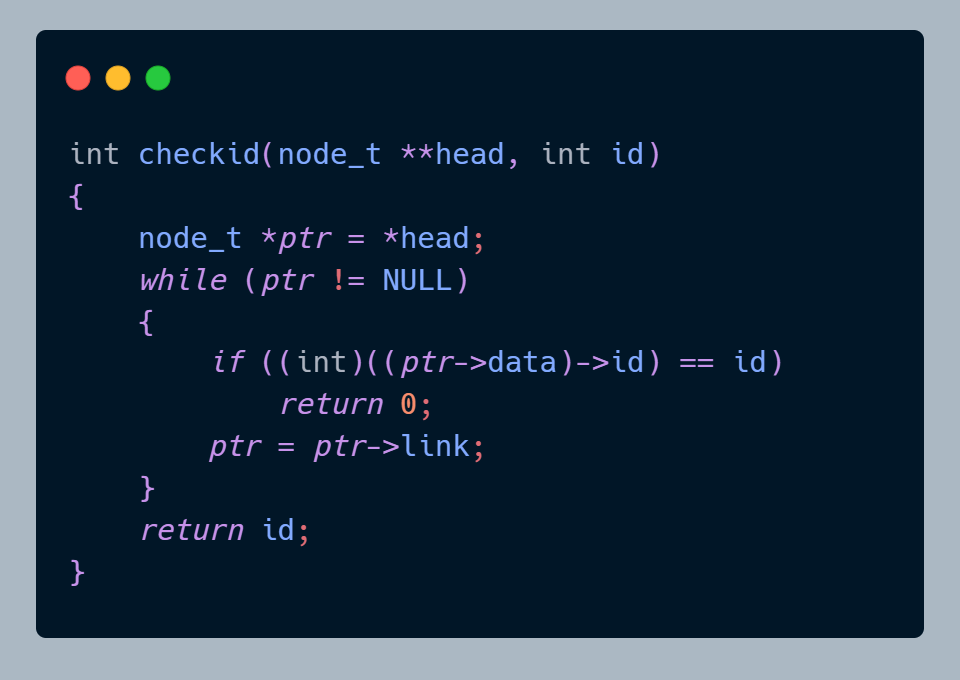 int checkid(node_t **head, int id)
{
    node_t *ptr = *head;
    while (ptr != NULL)
    {
        if ((int)((ptr->data)->id) == id)
            return 0;
        ptr = ptr->link;
    }
    return id;
}